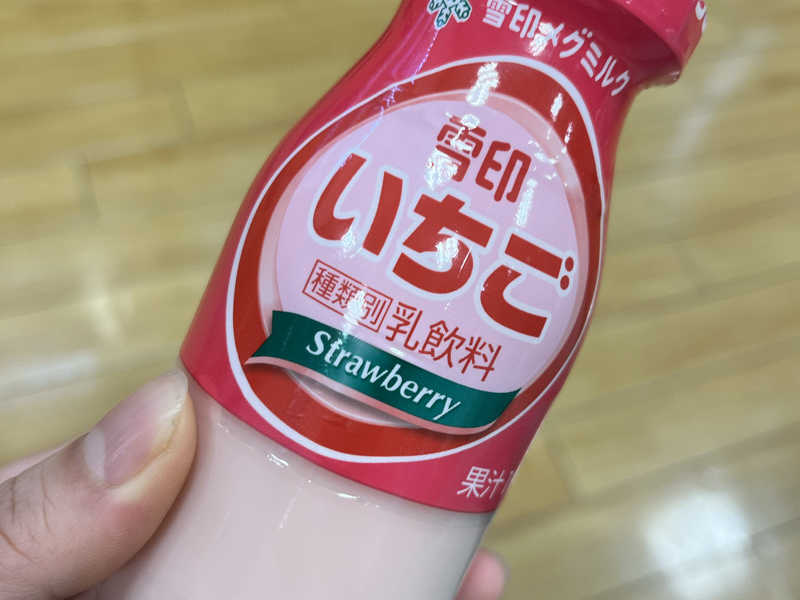 雪印メグミルク
雪印
いちご
種類別 乳飲料
Strawberry
果汁